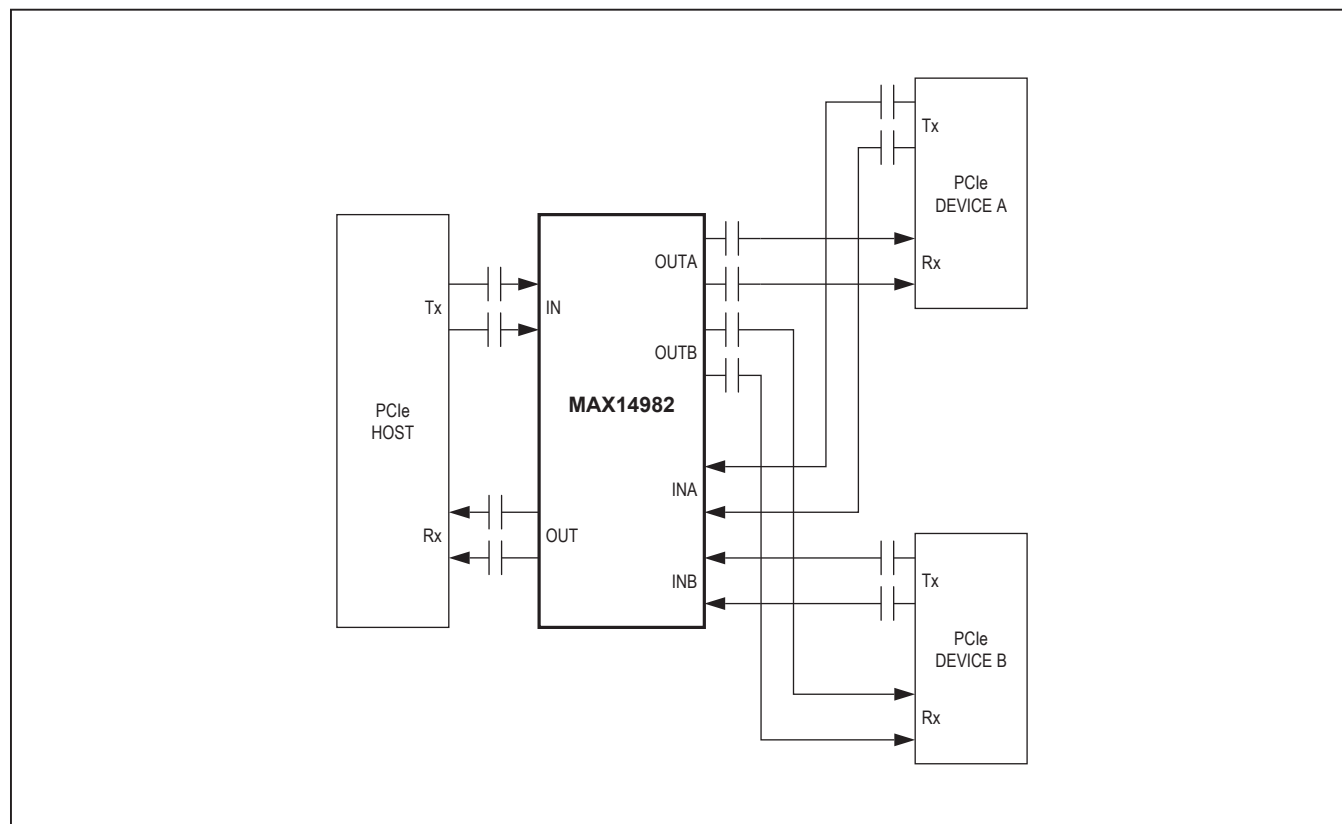 Tx
PCIe
DEVICE A
Rx
OUTA
Tx
IN
OUTB
MAX14982
PCIe
HOST
INA
Rx
OUT
INB
Tx
PCIe
DEVICE B
Rx